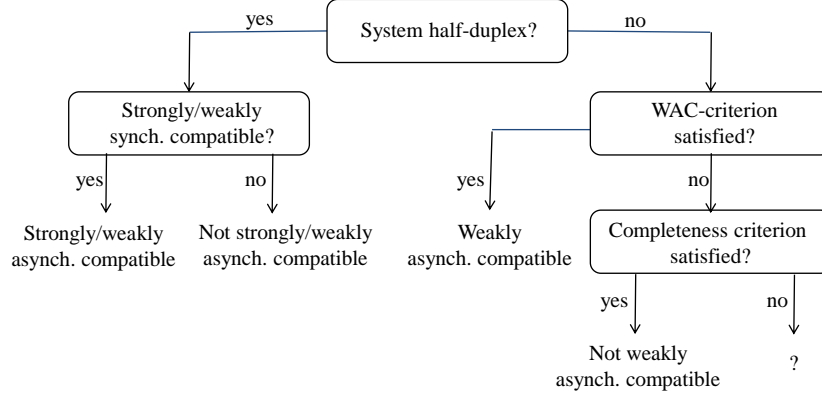 yes
System half-duplex?
no
Strongly/weakly
synch. compatible?
WAC-criterion
satisfied?
yes
no
yes
no
Strongly/weakly
asynch. compatible
Not strongly/weakly
asynch. compatible
Weakly
asynch. compatible
Completeness criterion
satisfied?
yes
no
Not weakly
asynch. compatible
?